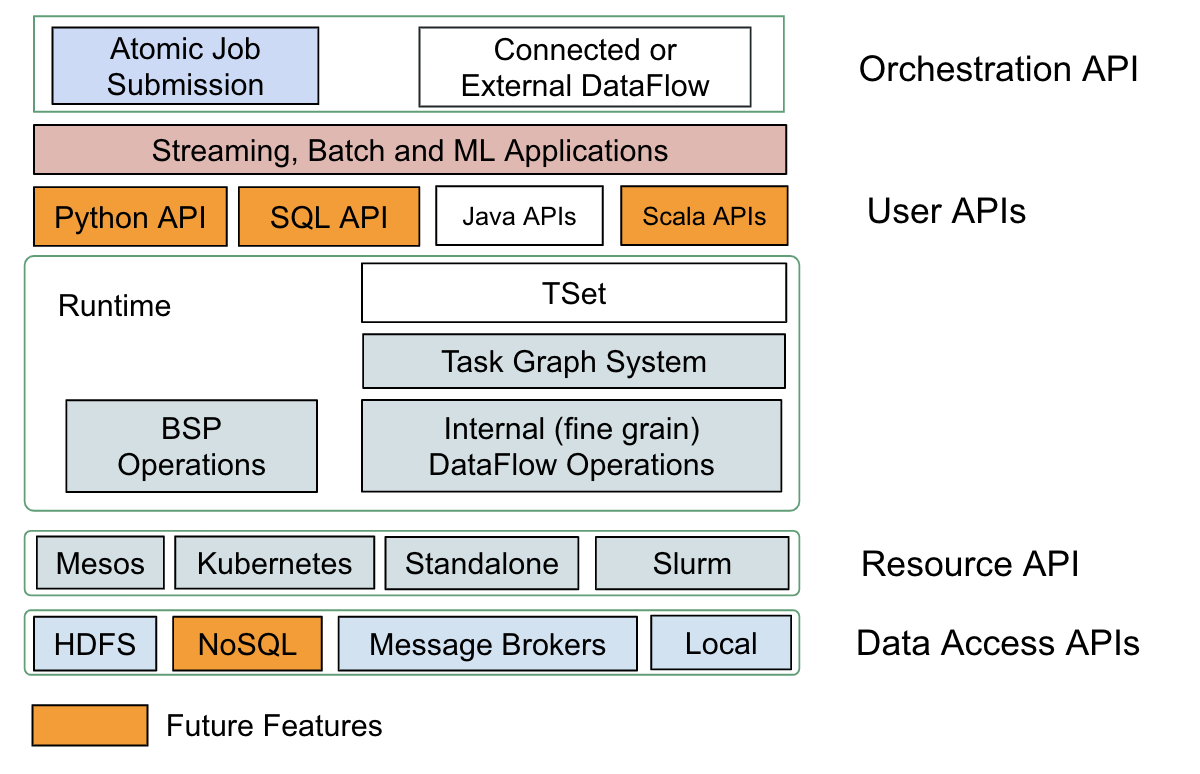 Atomic Job
Submission
Connected or
External DataFlow
Orchestration API
Streaming, Batch and ML Applications
Python API
SQL API
Java APIs
Scala APIs
User APIs
Runtime
TSet
Task Graph System
BSP
Operations
Internal (fine grain)
DataFlow Operations
Mesos
Kubernetes
Standalone
Slurm
Resource API
HDFS
NoSQL
Message Brokers
Local
Data Access APIs
Future Features